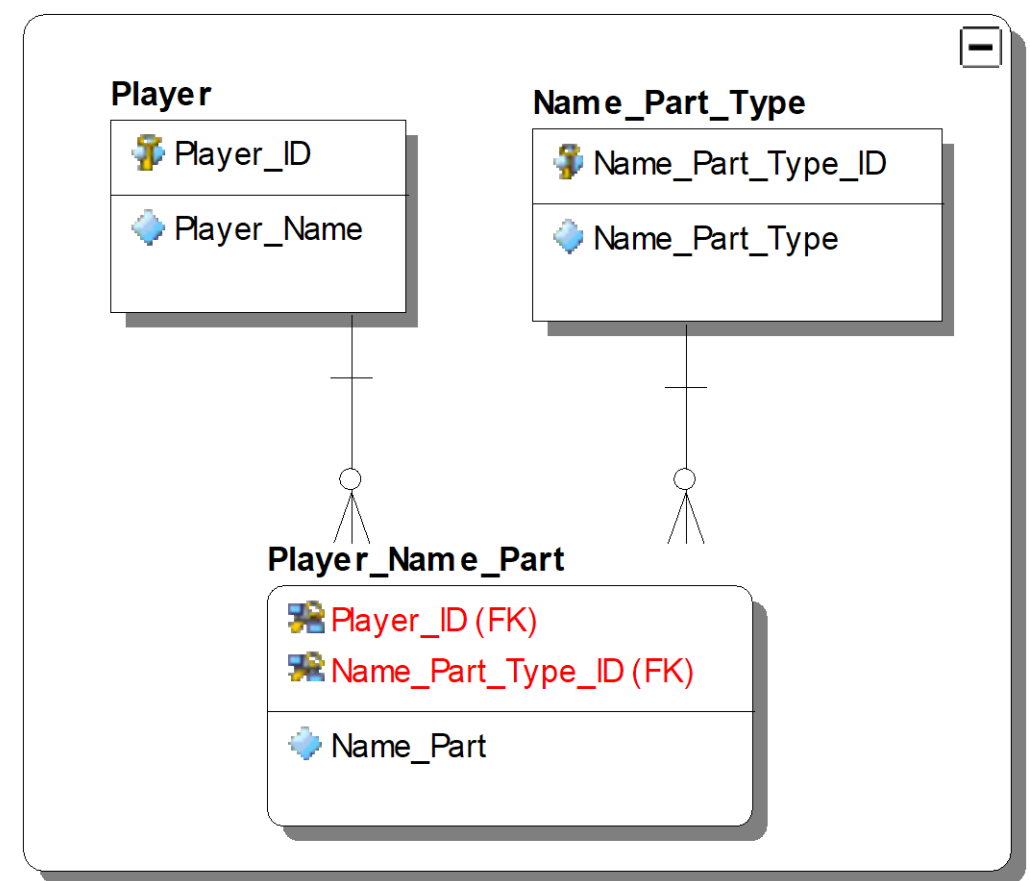 Player
Player_ID
Player_Name
Name_Part_Type
Name_Part_Type_ID
Name_Part_Type
Player_Name_Part
Player_ID (FK)
Name_Part_Type_ID (FK)
Name_Part